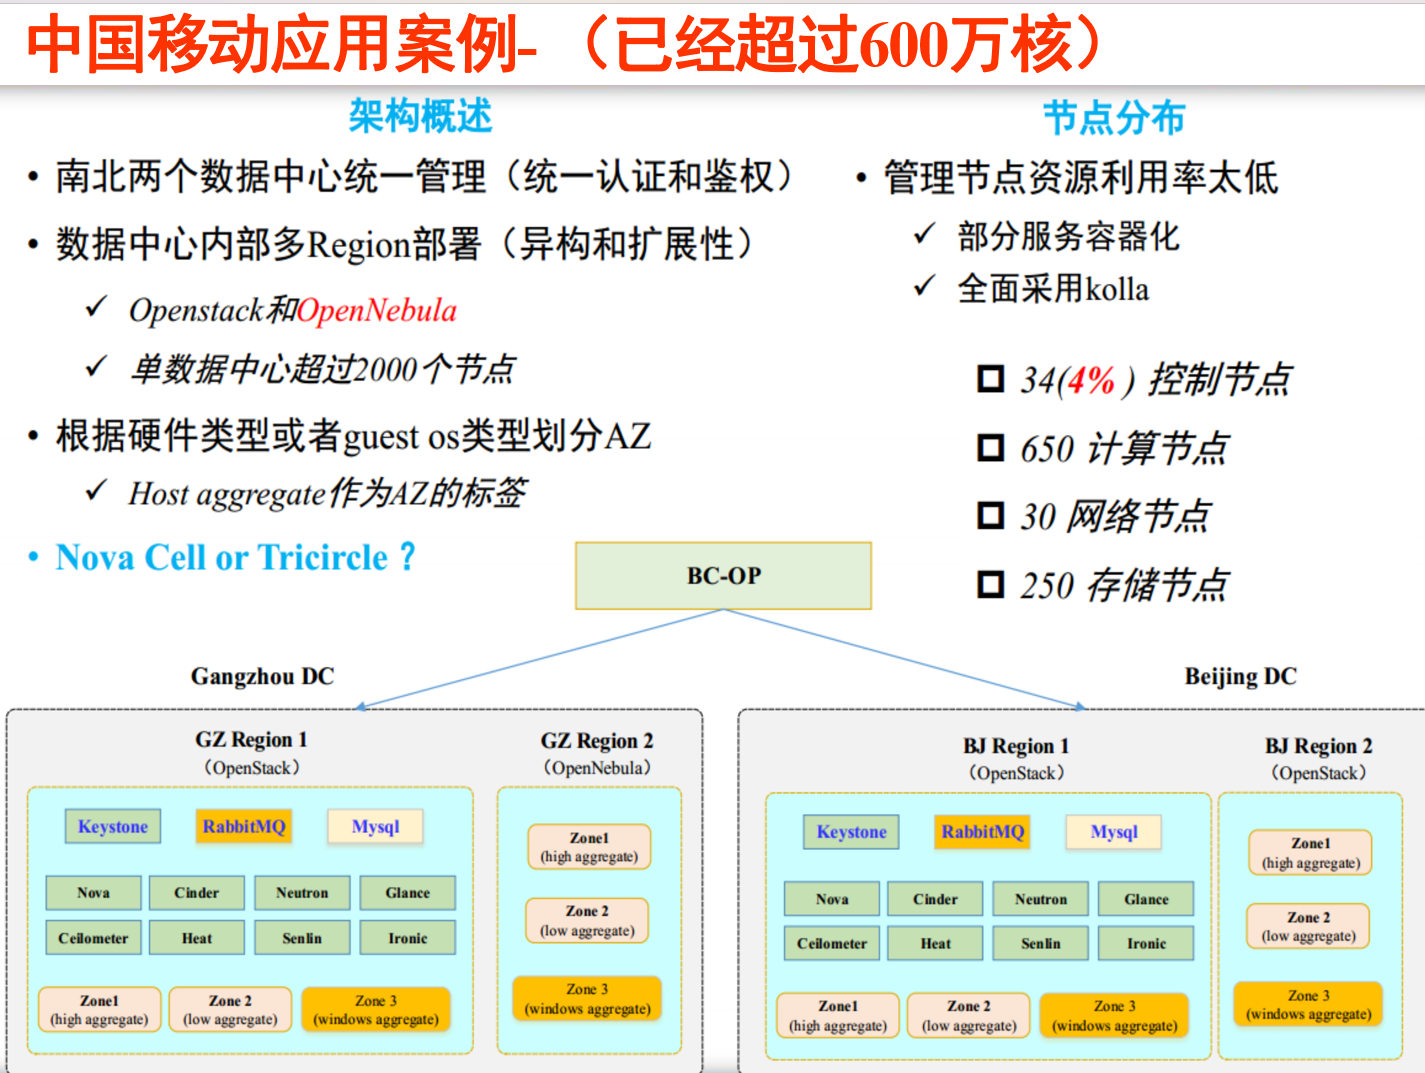 中国移动应用案例-（已经超过600万核）
架构概述
• 南北两个数据中心统一管理（统一认证和鉴权）
• 数据中心内部多Region部署（异构和扩展性）
✓ Openstack和OpenNebula
✓ 单数据中心超过2000个节点
• 根据硬件类型或者guest os类型划分AZ
✓ Host aggregate作为AZ的标签
• Nova Cell or Tricircle？
节点分布
• 管理节点资源利用率太低
✓ 部分服务容器化
✓ 全面采用kolla
34(4%）控制节点
650 计算节点
30 网络节点
250 存储节点
BC-OP
Gangzhou DC
GZ Region 1
（OpenStack）
Keystone RabbitMQ Mysql
Nova Cinder Neutron Glance
Ceilometer Heat Senlin Ironic
Zone1 Zone 2 Zone 3
(high aggregate) (low aggregate) (windows aggregate)
GZ Region 2
（OpenNebula）
Zone1
(high aggregate)
Zone 2
(low aggregate)
Zone 3
(windows aggregate)
Beijing DC
BJ Region 1
（OpenStack）
Keystone RabbitMQ Mysql
Nova Cinder Neutron Glance
Ceilometer Heat Senlin Ironic
Zone1 Zone 2 Zone 3
(high aggregate) (low aggregate) (windows aggregate)
BJ Region 2
（OpenStack）
Zone1
(high aggregate)
Zone 2
(low aggregate)
Zone 3
(windows aggregate)